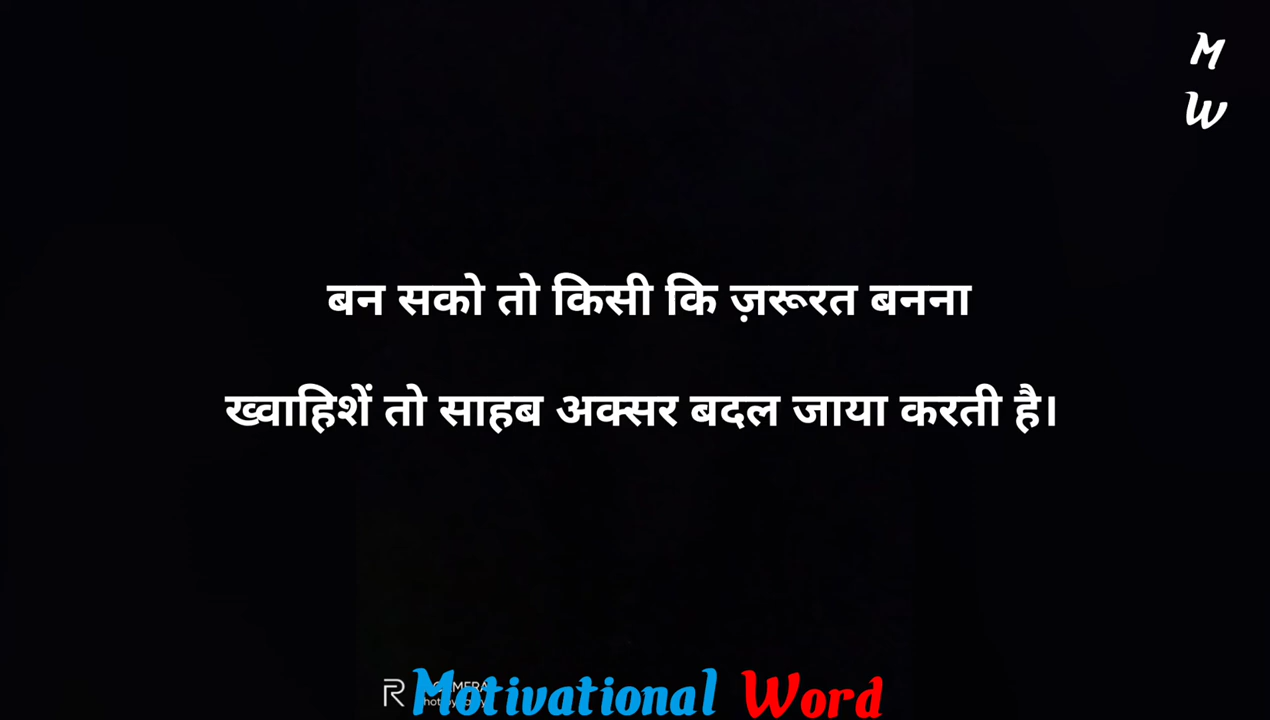 M
W
बन सको तो किसी कि ज़रूरत बनना
ख्वाहिशें तो साहब अक्सर बदल जाया करती है।
Motivational Word